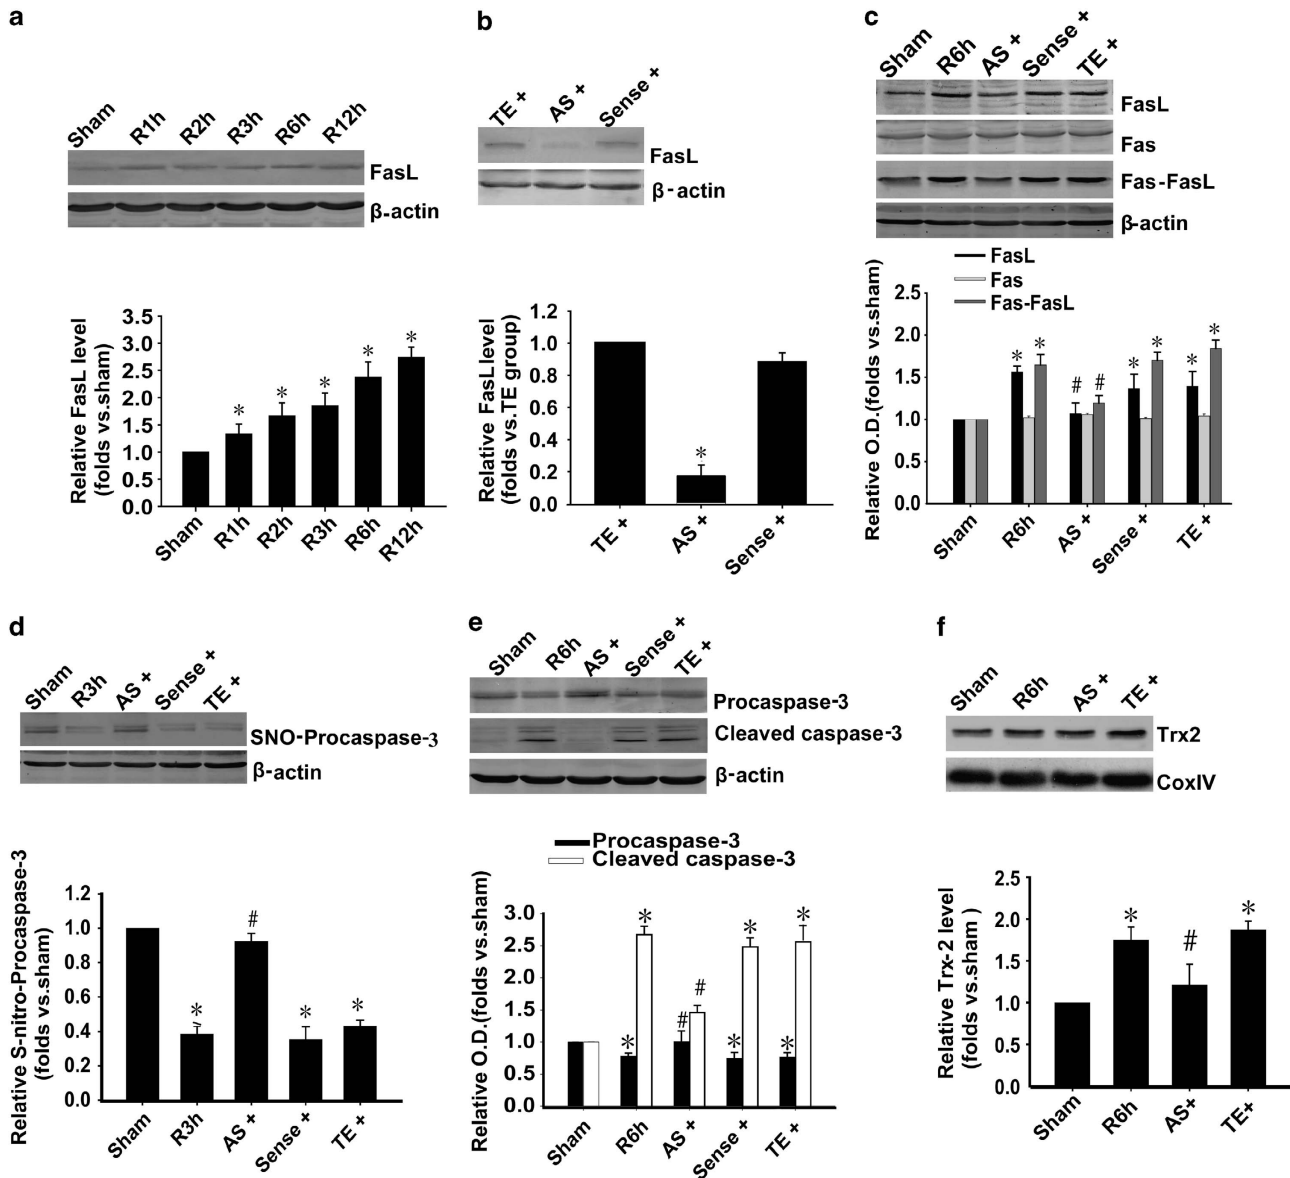 a
Sham R1h R2h R3h R6h R12h
FasL
β-actin
Relative FasL level
(folds vs.sham)
3.5
3.0
2.5
2.0
1.5
1.0
0.5
0.0
* * * * *
Sham R1h R2h R3h R6h R12h
b
TE + AS + Sense +
FasL
β-actin
Relative FasL level
(folds vs.TE group)
1.2
1.0
0.8
0.6
0.4
0.2
0.0
*
TE + AS + Sense +
c
Sham R6h AS + Sense + TE +
FasL
Fas
Fas-FasL
β-actin
FasL
Fas
Fas-FasL
Relative O.D.(folds vs.sham)
2.5
2.0
1.5
1.0
0.5
0.0
* * # # * * * *
Sham R6h AS + Sense + TE +
d
Sham R3h AS + Sense + TE +
SNO-Procaspase-3
β-actin
Relative S-nitro-Procaspase-3
(folds vs.sham)
1.2
1.0
0.8
0.6
0.4
0.2
0.0
* # * *
Sham R3h AS + Sense + TE +
e
Sham R6h AS + Sense + TE +
Procaspase-3
Cleaved caspase-3
β-actin
Procaspase-3
Cleaved caspase-3
Relative O.D.(folds vs.sham)
3.0
2.5
2.0
1.5
1.0
0.5
0.0
* * # # * * * *
Sham R6h AS + Sense + TE +
f
Sham R6h AS + TE +
Trx2
CoxIV
Relative Trx-2 level
(folds vs.sham )
2.5
2.0
1.5
1.0
0.5
0.0
* # *
Sham R6h AS+ TE+